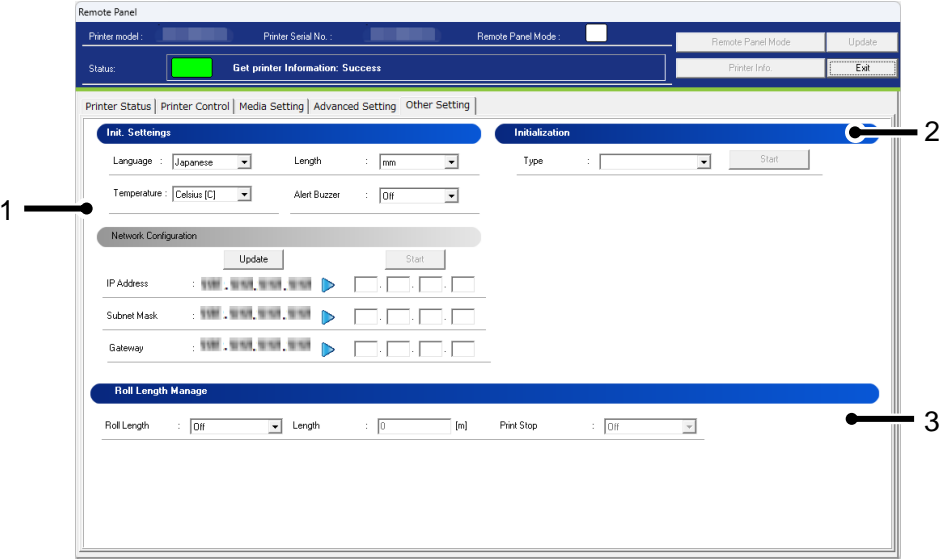 Remote Panel
Printer model : Printer Serial No. : Remote Panel Mode :
Remote Panel Mode Update
Status: Get printer Information: Success
Printer Info. Exit
Printer Status Printer Control Media Setting Advanced Setting Other Setting
Init. Setteings Initialization 2
Language : Japanese Length : mm Type : Start
Temperature : Celsius [C] Alert Buzzer : Off
1
Network Configuration
Update Start
IP Address : . . . . . .
Subnet Mask : . . . . . .
Gateway : . . . . . .
Roll Length Manage
Roll Length : Off Length : 0 [m] Print Stop : Off 3